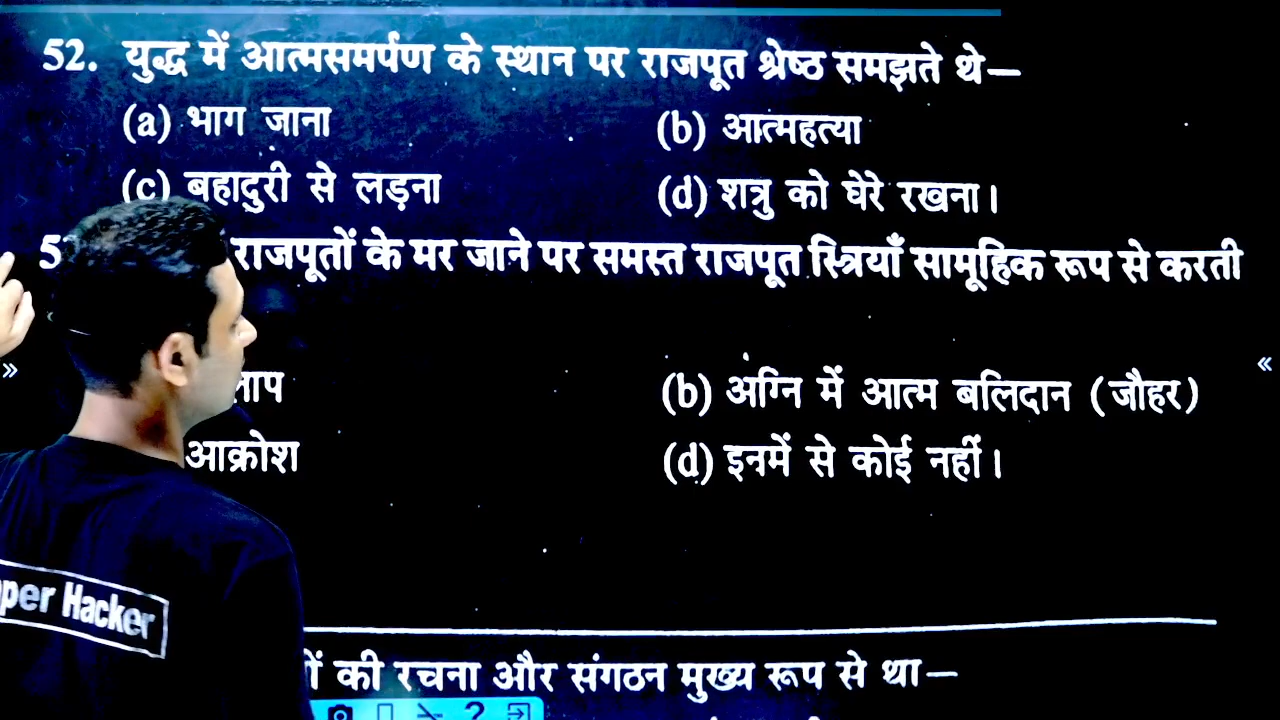 52. युद्ध में आत्मसमर्पण के स्थान पर राजपूत श्रेष्ठ समझते थे—
(a) भाग जाना (b) आत्महत्या
(c) बहादुरी से लड़ना (d) शत्रु को घेरे रखना।
राजपूतों के मर जाने पर समस्त राजपूत स्त्रियाँ सामूहिक रूप से करती
(b) अग्नि में आत्म बलिदान (जौहर)
आक्रोश (d) इनमें से कोई नहीं।
Hacker
की रचना और संगठन मुख्य रूप से था—